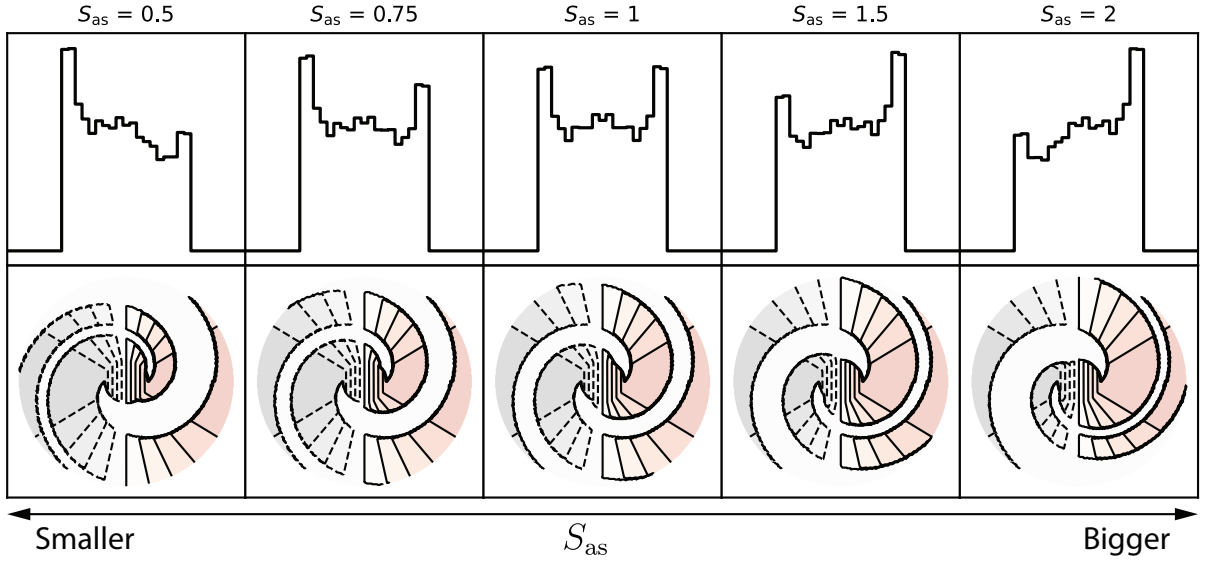 S_as = 0.5 S_as = 0.75 S_as = 1 S_as = 1.5 S_as = 2
Smaller S_as Bigger